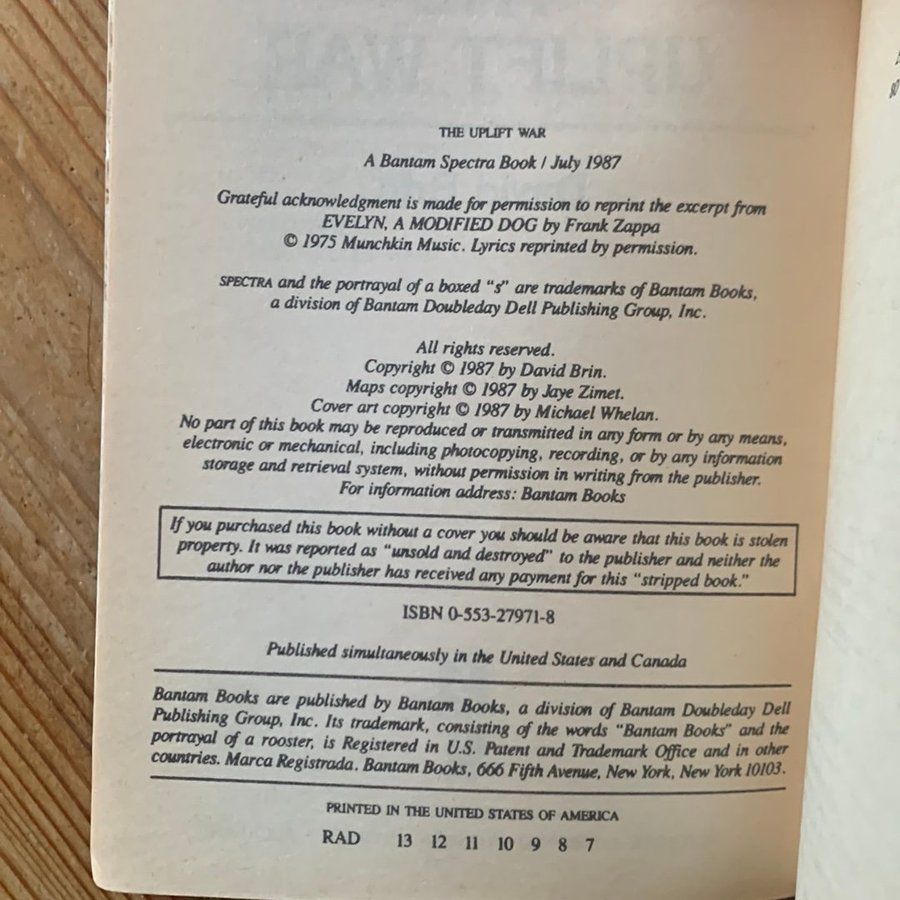 THE UPLIFT WAR
A Bantam Spectra Book / July 1987
Grateful acknowledgment is made for permission to reprint the excerpt from
EVELYN, A MODIFIED DOG by Frank Zappa
© 1975 Munchkin Music. Lyrics reprinted by permission.
SPECTRA and the portrayal of a boxed “s” are trademarks of Bantam Books,
a division of Bantam Doubleday Dell Publishing Group, Inc.
All rights reserved.
Copyright © 1987 by David Brin.
Maps copyright © 1987 by Jaye Zimet.
Cover art copyright © 1987 by Michael Whelan.
No part of this book may be reproduced or transmitted in any form or by any means,
electronic or mechanical, including photocopying, recording, or by any information
storage and retrieval system, without permission in writing from the publisher.
For information address: Bantam Books
If you purchased this book without a cover you should be aware that this book is stolen
property. It was reported as “unsold and destroyed” to the publisher and neither the
author nor the publisher has received any payment for this “stripped book.”
ISBN 0-553-27971-8
Published simultaneously in the United States and Canada
Bantam Books are published by Bantam Books, a division of Bantam Doubleday Dell
Publishing Group, Inc. Its trademark, consisting of the words “Bantam Books” and the
portrayal of a rooster, is Registered in U.S. Patent and Trademark Office and in other
countries. Marca Registrada. Bantam Books, 666 Fifth Avenue, New York, New York 10103.
PRINTED IN THE UNITED STATES OF AMERICA
RAD 13 12 11 10 9 8 7